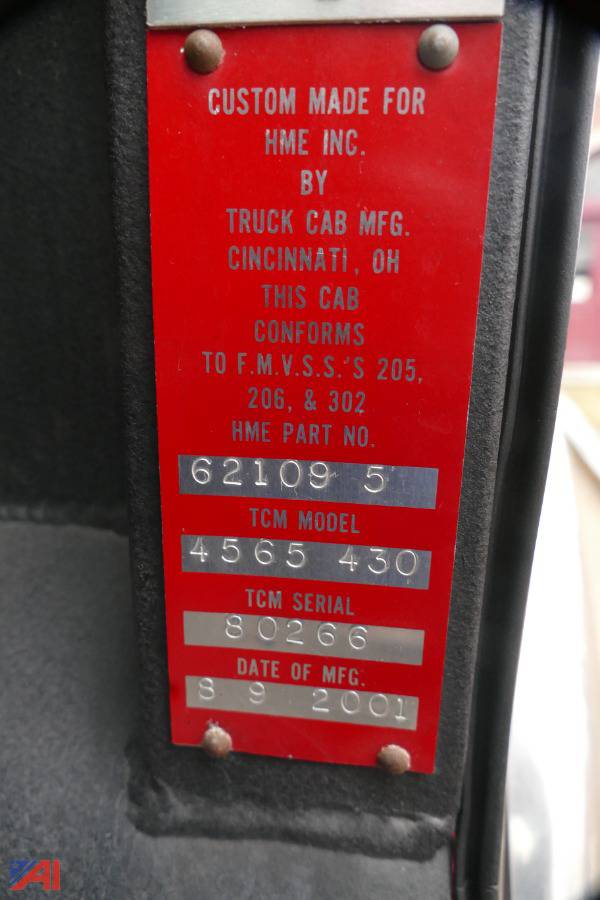 CUSTOM MADE FOR
HME INC.
BY
TRUCK CAB MFG.
CINCINNATI, OH
THIS CAB
CONFORMS
TO F.M.V.S.S.'S 205,
206, & 302
HME PART NO.
62109 5
TCM MODEL
4565 430
TCM SERIAL
80266
DATE OF MFG.
8 9 2001
AI